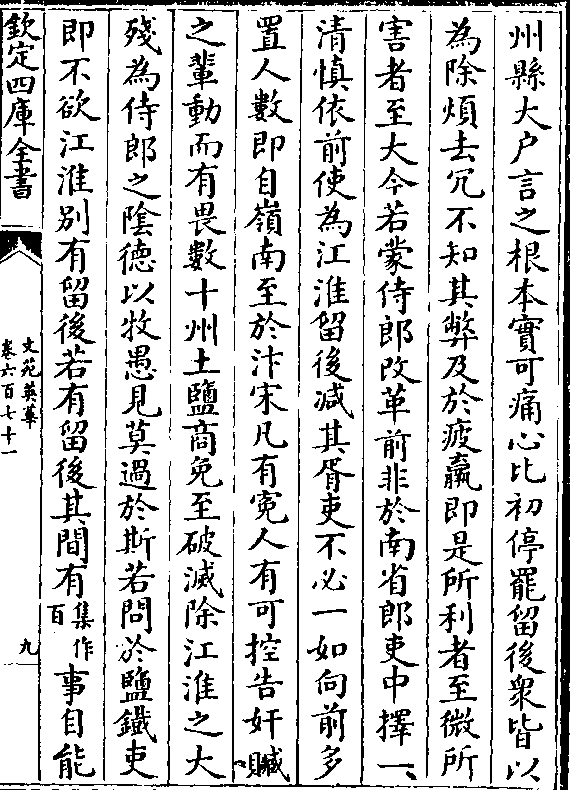 州縣大户言之根本實可痛心比初停罷留後衆皆以
為除煩去冗不知其弊及於疲羸即是所利者至微所
害者至大今若蒙侍郎改革前非於南省郎吏中擇一
清慎依前使為江淮留後減其胥吏不必一如向前多
置人數即自嶺南至於汴宋凡有寃人有可控告奸贓
之輩動而有畏數十州土鹽商免至破滅除江淮之大
殘為侍郎之陰德以牧愚見莫過於斯若問於鹽鐵吏
即不欲江淮別有留後若有留後其間有集作百事自能
欽定四庫全書
文苑英華
卷六百七十一
九